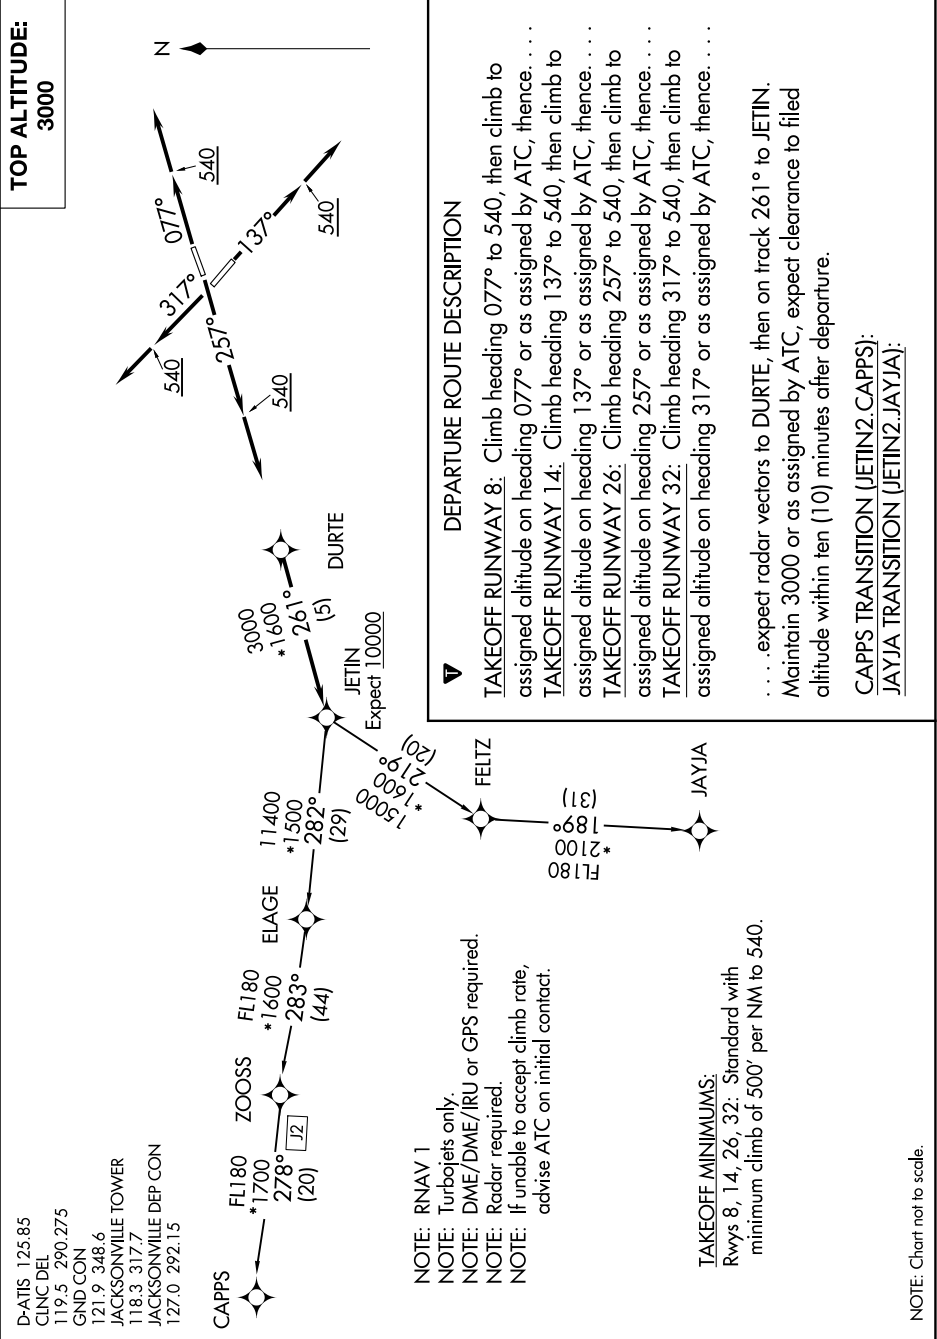 TOP ALTITUDE:
3000
D-ATIS 125.85
CLNC DEL
119.5 290.275
GND CON
121.9 348.6
JACKSONVILLE TOWER
118.3 317.7
JACKSONVILLE DEP CON
127.0 292.15
N
077°
540
137°
540
317°
540
257°
540
DURTE
3000
*1600
261°
(5)
JETIN
Expect 10000
11400
*1500
282°
(29)
ELAGE
FL180
*1600
283°
(44)
ZOOSS
FL180
*1700
278°
(20)
J2
CAPPS
15000
*1600
219°
(20)
FELTZ
FL180
*2100
189°
(31)
JAYJA
NOTE: RNAV 1
NOTE: Turbojets only.
NOTE: DME/DME/IRU or GPS required.
NOTE: Radar required.
NOTE: If unable to accept climb rate,
advise ATC on initial contact.
TAKEOFF MINIMUMS:
Rwys 8, 14, 26, 32: Standard with
minimum climb of 500' per NM to 540.
NOTE: Chart not to scale.
T
DEPARTURE ROUTE DESCRIPTION
TAKEOFF RUNWAY 8: Climb heading 077° to 540, then climb to
assigned altitude on heading 077° or as assigned by ATC, thence. . . .
TAKEOFF RUNWAY 14: Climb heading 137° to 540, then climb to
assigned altitude on heading 137° or as assigned by ATC, thence. . . .
TAKEOFF RUNWAY 26: Climb heading 257° to 540, then climb to
assigned altitude on heading 257° or as assigned by ATC, thence. . . .
TAKEOFF RUNWAY 32: Climb heading 317° to 540, then climb to
assigned altitude on heading 317° or as assigned by ATC, thence. . . .
. . . .expect radar vectors to DURTE, then on track 261° to JETIN.
Maintain 3000 or as assigned by ATC, expect clearance to filed
altitude within ten (10) minutes after departure.
CAPPS TRANSITION (JETIN2.CAPPS):
JAYJA TRANSITION (JETIN2.JAYJA):